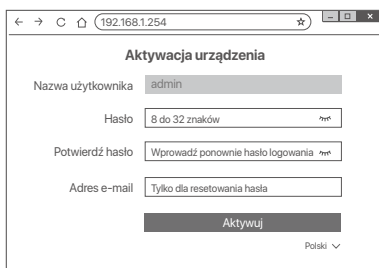 192.168.1.254
Aktywacja urządzenia
Nazwa użytkownika admin
Hasło 8 do 32 znaków
Potwierdź hasło Wprowadź ponownie hasło logowania
Adres e-mail Tylko dla resetowania hasła
Aktywuj
Polski